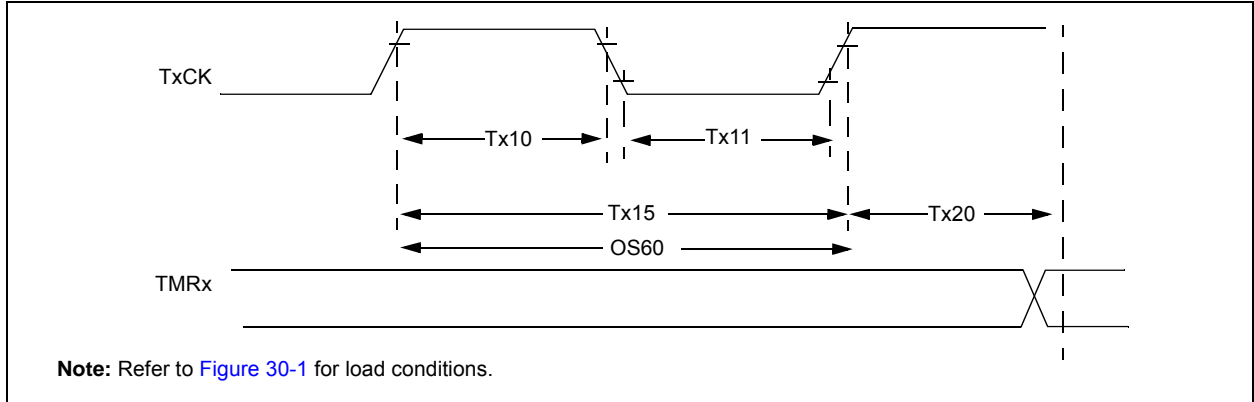 TxCK
Tx10
Tx11
Tx15
Tx20
OS60
TMRx
Note: Refer to Figure 30-1 for load conditions.